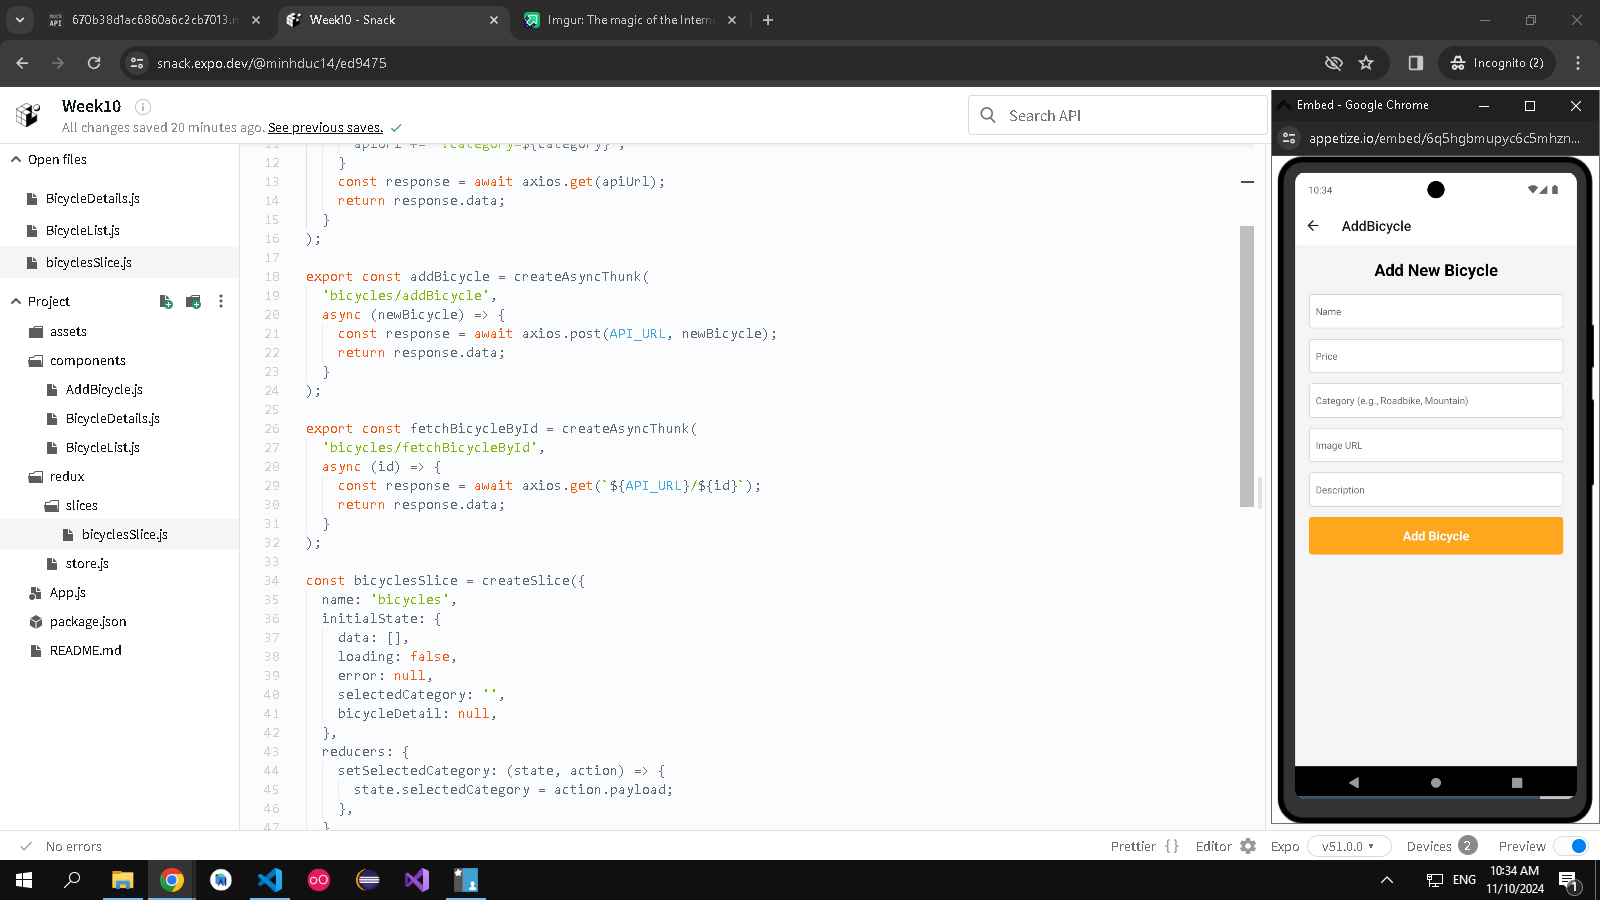 670b38d1ac6860a6c2cb7013.m
Week10 - Snack
Imgur: The magic of the Intern
snack.expo.dev/@minhduc14/ed9475
Incognito (2)
Week10
All changes saved 20 minutes ago. See previous saves.
Search API
Open files
BicycleDetails.js
BicycleList.js
bicyclesSlice.js
Project
assets
components
AddBicycle.js
BicycleDetails.js
BicycleList.js
redux
slices
bicyclesSlice.js
store.js
App.js
package.json
README.md
12 }
13 const response = await axios.get(apiUrl);
14 return response.data;
15 }
16 );
17
18 export const addBicycle = createAsyncThunk(
19 'bicycles/addBicycle',
20 async (newBicycle) => {
21 const response = await axios.post(API_URL, newBicycle);
22 return response.data;
23 }
24 );
25
26 export const fetchBicycleById = createAsyncThunk(
27 'bicycles/fetchBicycleById',
28 async (id) => {
29 const response = await axios.get(`${API_URL}/${id}`);
30 return response.data;
31 }
32 );
33
34 const bicyclesSlice = createSlice({
35 name: 'bicycles',
36 initialState: {
37 data: [],
38 loading: false,
39 error: null,
40 selectedCategory: '',
41 bicycleDetail: null,
42 },
43 reducers: {
44 setSelectedCategory: (state, action) => {
45 state.selectedCategory = action.payload;
46 },
47 }
Embed - Google Chrome
appetize.io/embed/6q5hgbmupyc6c5mhzn...
10:34
AddBicycle
Add New Bicycle
Name
Price
Category (e.g., Roadbike, Mountain)
Image URL
Description
Add Bicycle
No errors
Prettier {} Editor Expo v51.0.0 Devices 2 Preview
ENG
10:34 AM
11/10/2024
1